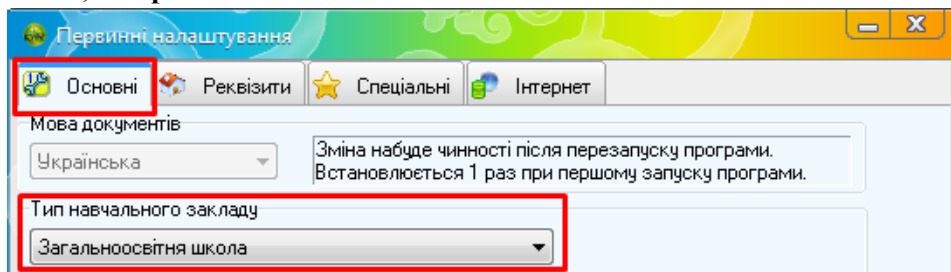 Первинні налаштування
Основні Реквізити Спеціальні Інтернет
Мова документів
Українська
Зміна набуде чинності після перезапуску програми.
Встановлюється 1 раз при першому запуску програми.
Тип навчального закладу
Загальноосвітня школа